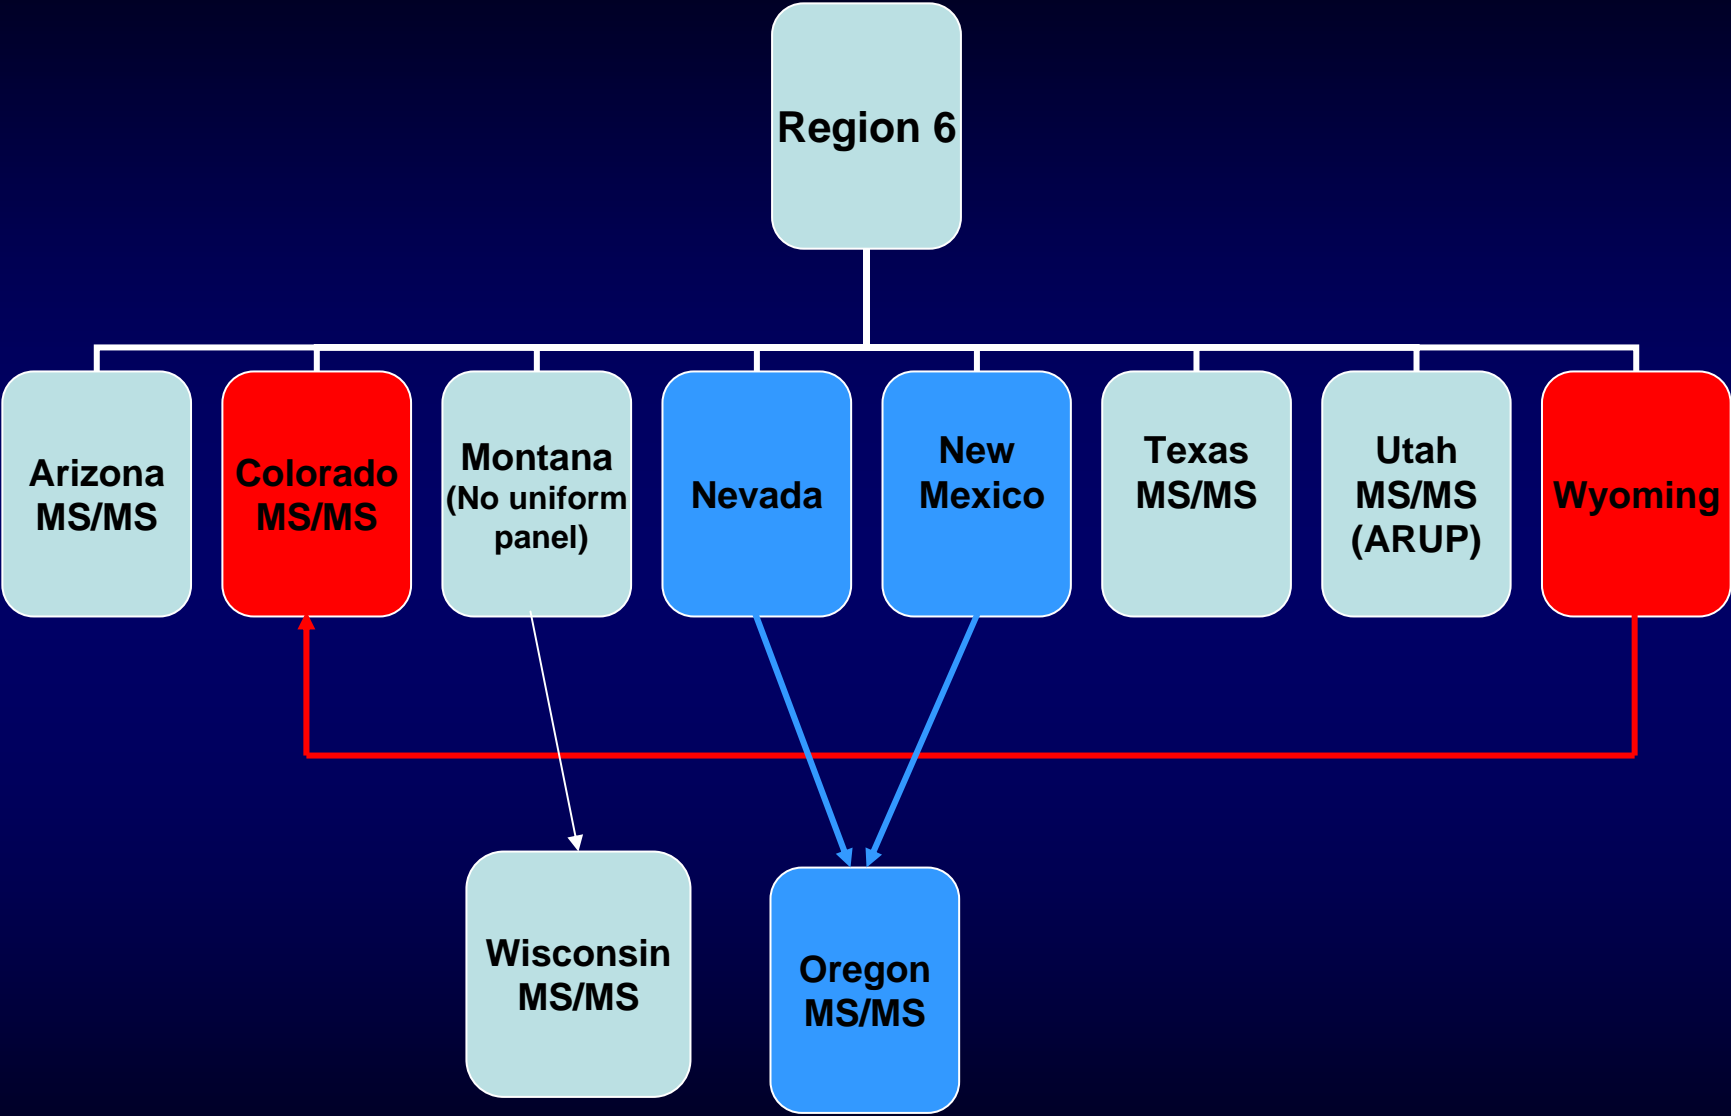 Region 6
Arizona
MS/MS
Colorado
MS/MS
Montana
(No uniform
panel)
Nevada
New
Mexico
Texas
MS/MS
Utah
MS/MS
(ARUP)
Wyoming
Wisconsin
MS/MS
Oregon
MS/MS